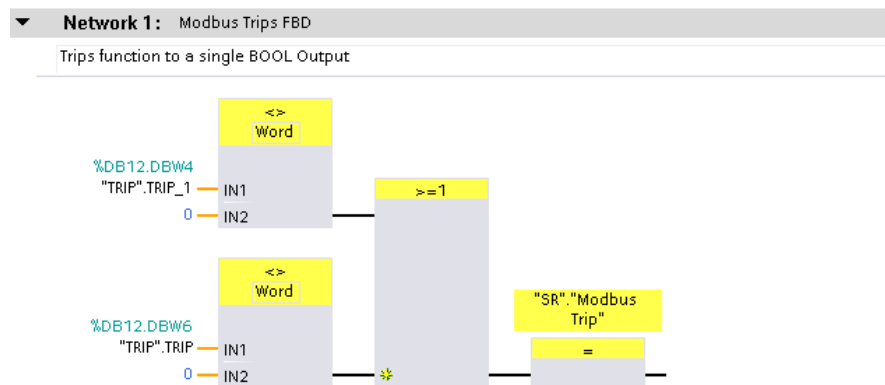 Network 1: Modbus Trips FBD
Trips function to a single BOOL Output
<>
Word
%DB12.DBW4
"TRIP".TRIP_1
IN1
>=1
0
IN2
<>
Word
"SR"."Modbus
Trip"
%DB12.DBW6
"TRIP".TRIP
IN1
=
0
IN2